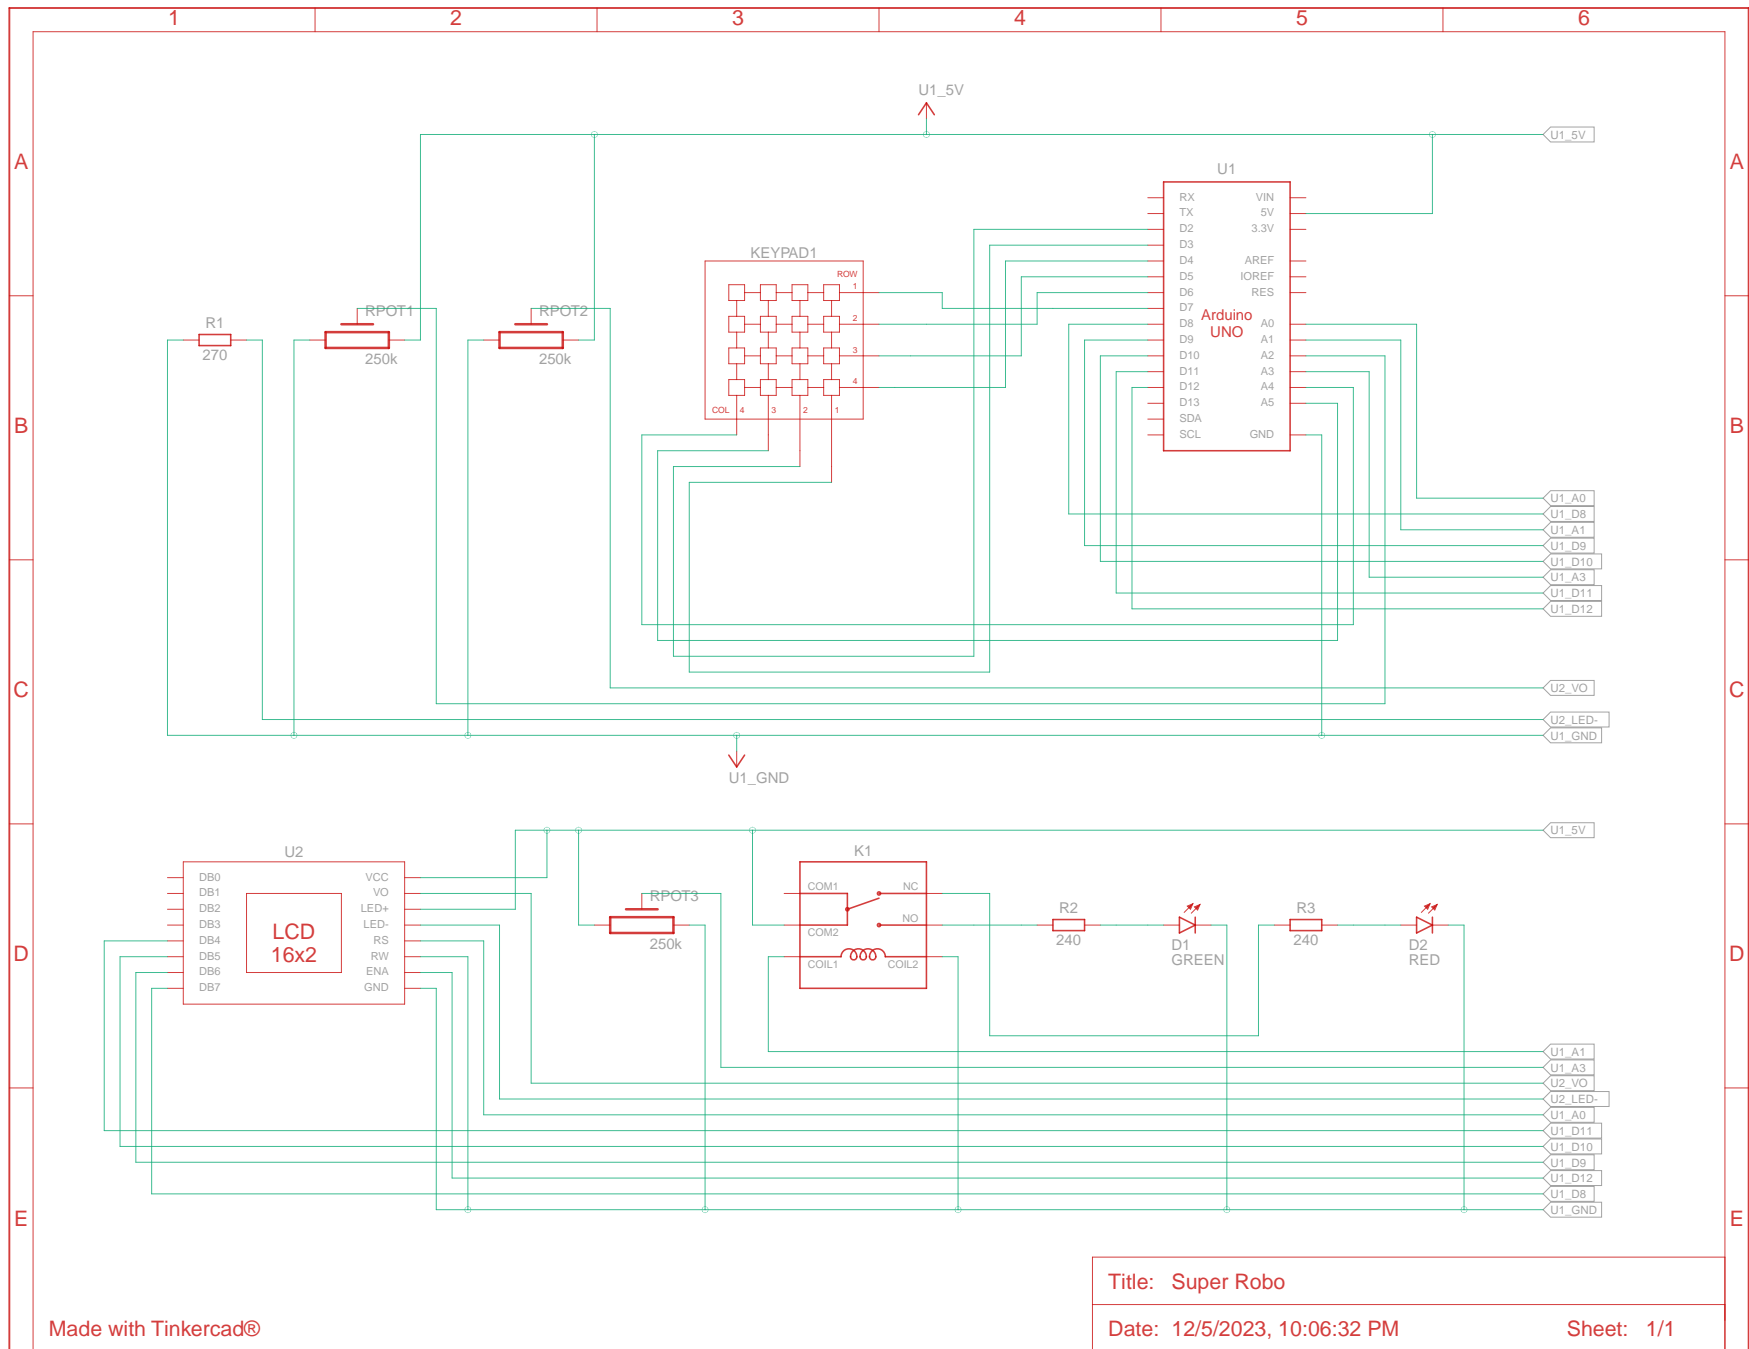 1 2 3 4 5 6
A A
B B
C C
D D
E E
U1_5V
U1_5V
U1
RX VIN
TX 5V
D2 3.3V
D3
D4 AREF
D5 IOREF
D6 RES
D7
D8 A0
D9 A1
D10 A2
D11 A3
D12 A4
D13 A5
SDA
SCL GND
Arduino
UNO
KEYPAD1
ROW
1
2
3
4
COL 4 3 2 1
R1
270
RPOT1
250k
RPOT2
250k
U1_A0
U1_D8
U1_A1
U1_D9
U1_D10
U1_A3
U1_D11
U1_D12
U2_VO
U2_LED-
U1_GND
U1_GND
U1_5V
U2
DB0 VCC
DB1 VO
DB2 LED+
DB3 LED-
DB4 RS
DB5 RW
DB6 ENA
DB7 GND
LCD
16x2
RPOT3
250k
K1
COM1 NC
NO
COM2
COIL1 COIL2
R2
240
D1
GREEN
R3
240
D2
RED
U1_A1
U1_A3
U2_VO
U2_LED-
U1_A0
U1_D11
U1_D10
U1_D9
U1_D12
U1_D8
U1_GND
Title: Super Robo
Made with Tinkercad®
Date: 12/5/2023, 10:06:32 PM Sheet: 1/1